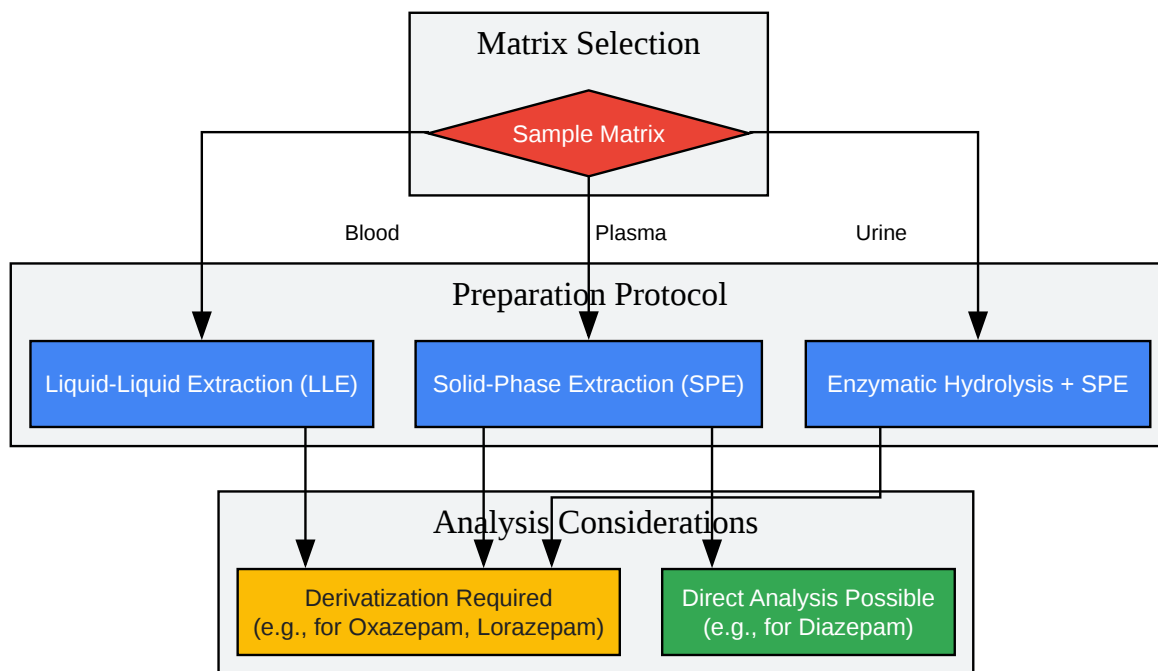 Matrix Selection
Sample Matrix
Blood
Plasma
Urine
Preparation Protocol
Liquid-Liquid Extraction (LLE)
Solid-Phase Extraction (SPE)
Enzymatic Hydrolysis + SPE
Analysis Considerations
Derivatization Required
(e.g., for Oxazepam, Lorazepam)
Direct Analysis Possible
(e.g., for Diazepam)